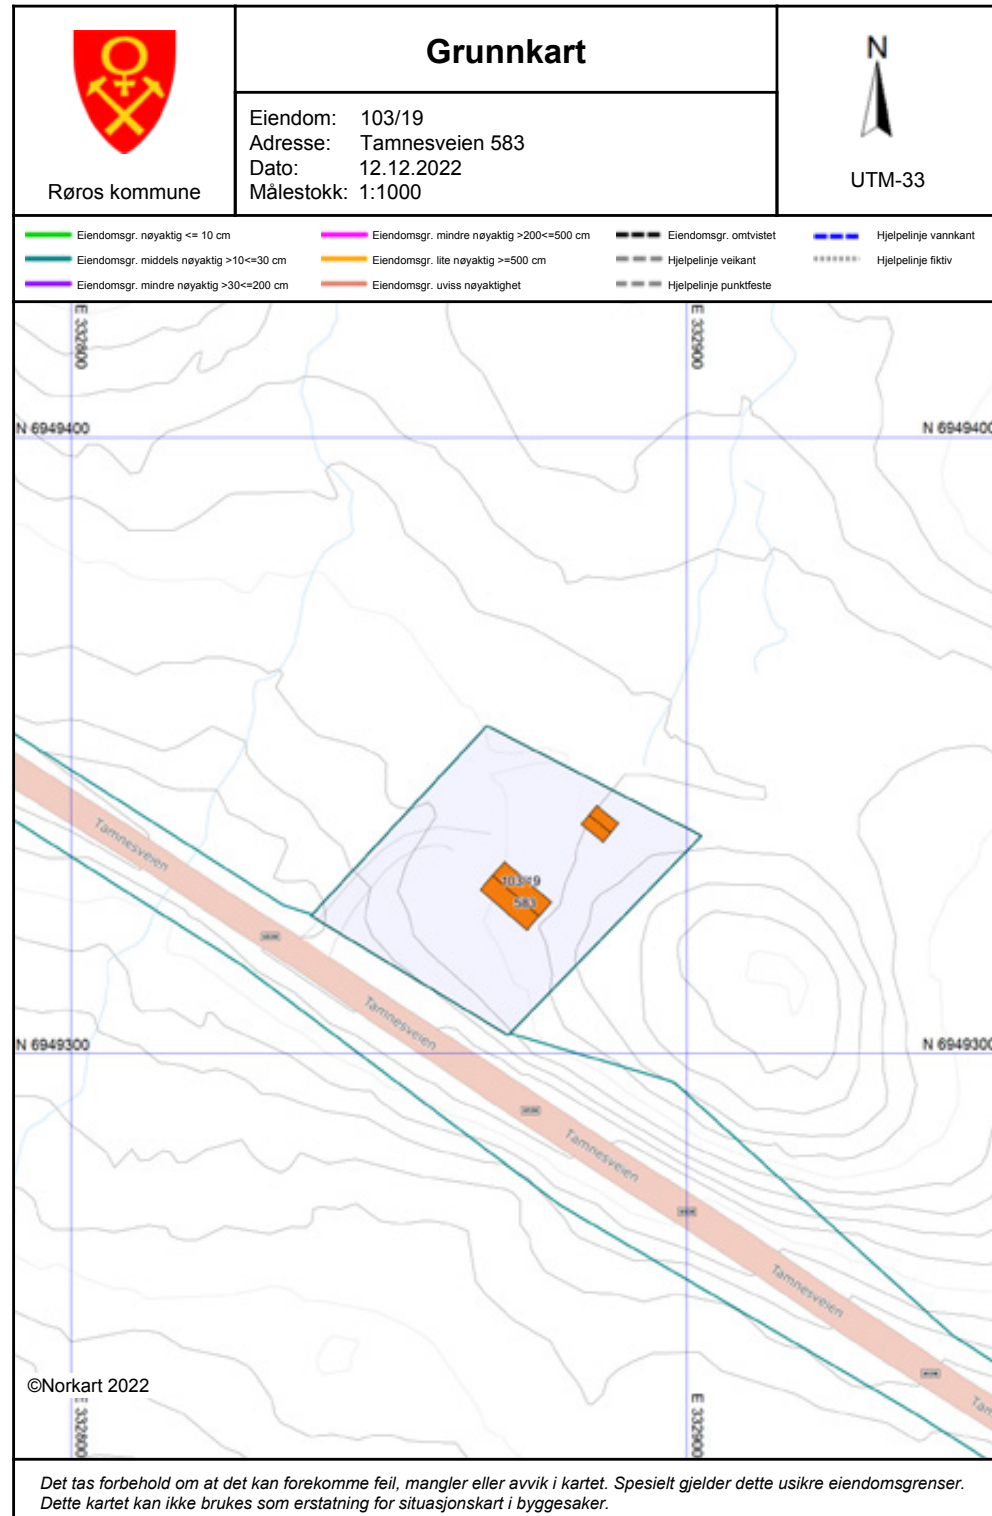 Grunnkart
N
Eiendom: 103/19
Adresse: Tamnesveien 583
Dato: 12.12.2022
Målestokk: 1:1000
Røros kommune
UTM-33
Eiendomsgr. nøyaktig <= 10 cm
Eiendomsgr. mindre nøyaktig >200<=500 cm
Eiendomsgr. omtvistet
Hjelpelinje vannkant
Eiendomsgr. middels nøyaktig >10<=30 cm
Eiendomsgr. lite nøyaktig >=500 cm
Hjelpelinje veikant
Hjelpelinje fiktiv
Eiendomsgr. mindre nøyaktig >30<=200 cm
Eiendomsgr. uviss nøyaktighet
Hjelpelinje punktfeste
E 332800
E 332900
N 6949400
N 6949400
Tamnesveien
103/19
583
Tamnesveien
N 6949300
N 6949300
Tamnesveien
Tamnesveien
©Norkart 2022
E 332800
E 332900
Tam
Det tas forbehold om at det kan forekomme feil, mangler eller avvik i kartet. Spesielt gjelder dette usikre eiendomsgrenser.
Dette kartet kan ikke brukes som erstatning for situasjonskart i byggesaker.